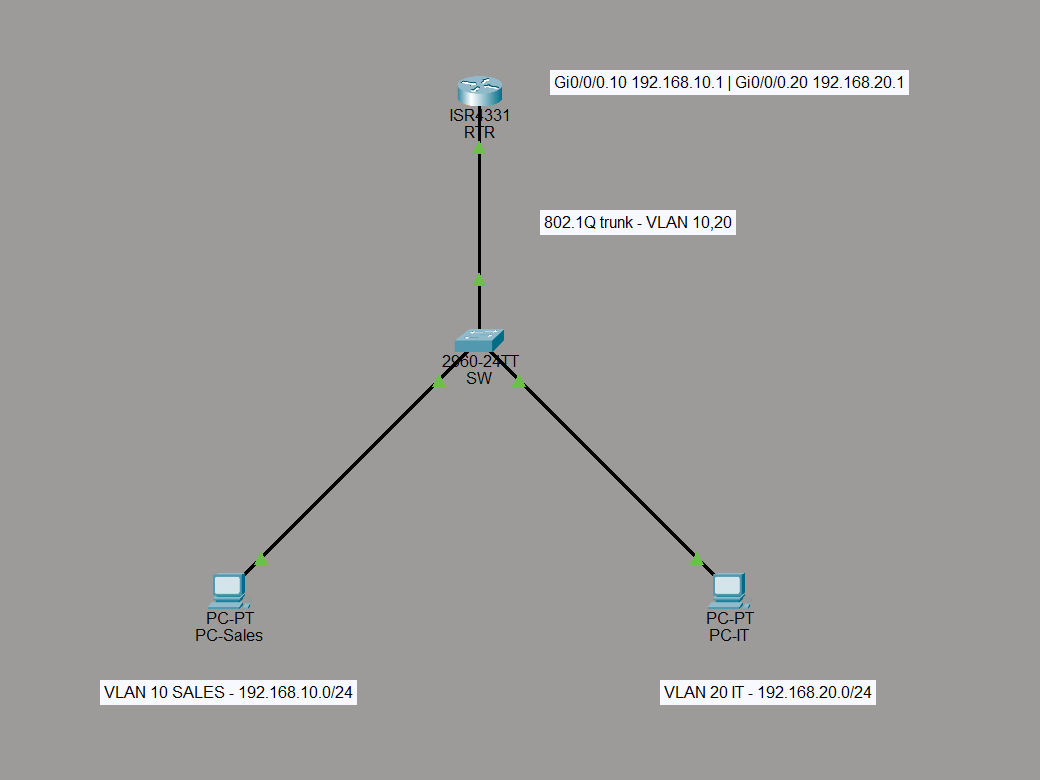 Gi0/0/0.10 192.168.10.1 | Gi0/0/0.20 192.168.20.1
ISR4331
RTR
802.1Q trunk - VLAN 10,20
2960-24TT
SW
PC-PT
PC-Sales
PC-PT
PC-IT
VLAN 10 SALES - 192.168.10.0/24
VLAN 20 IT - 192.168.20.0/24